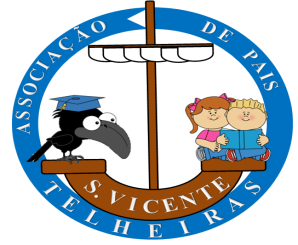 ASSOCIAÇÃO DE PAIS
S. VICENTE
TELHEIRAS